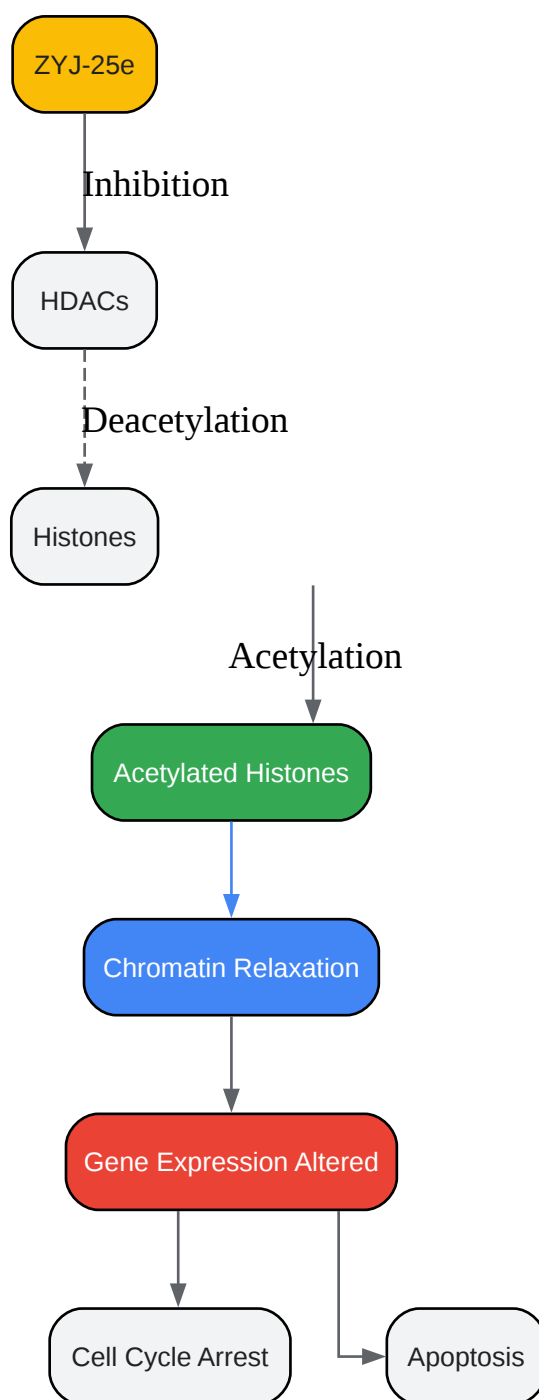 ZYJ-25e
Inhibition
HDACs
Deacetylation
Histones
Acetylation
Acetylated Histones
Chromatin Relaxation
Gene Expression Altered
Cell Cycle Arrest
Apoptosis